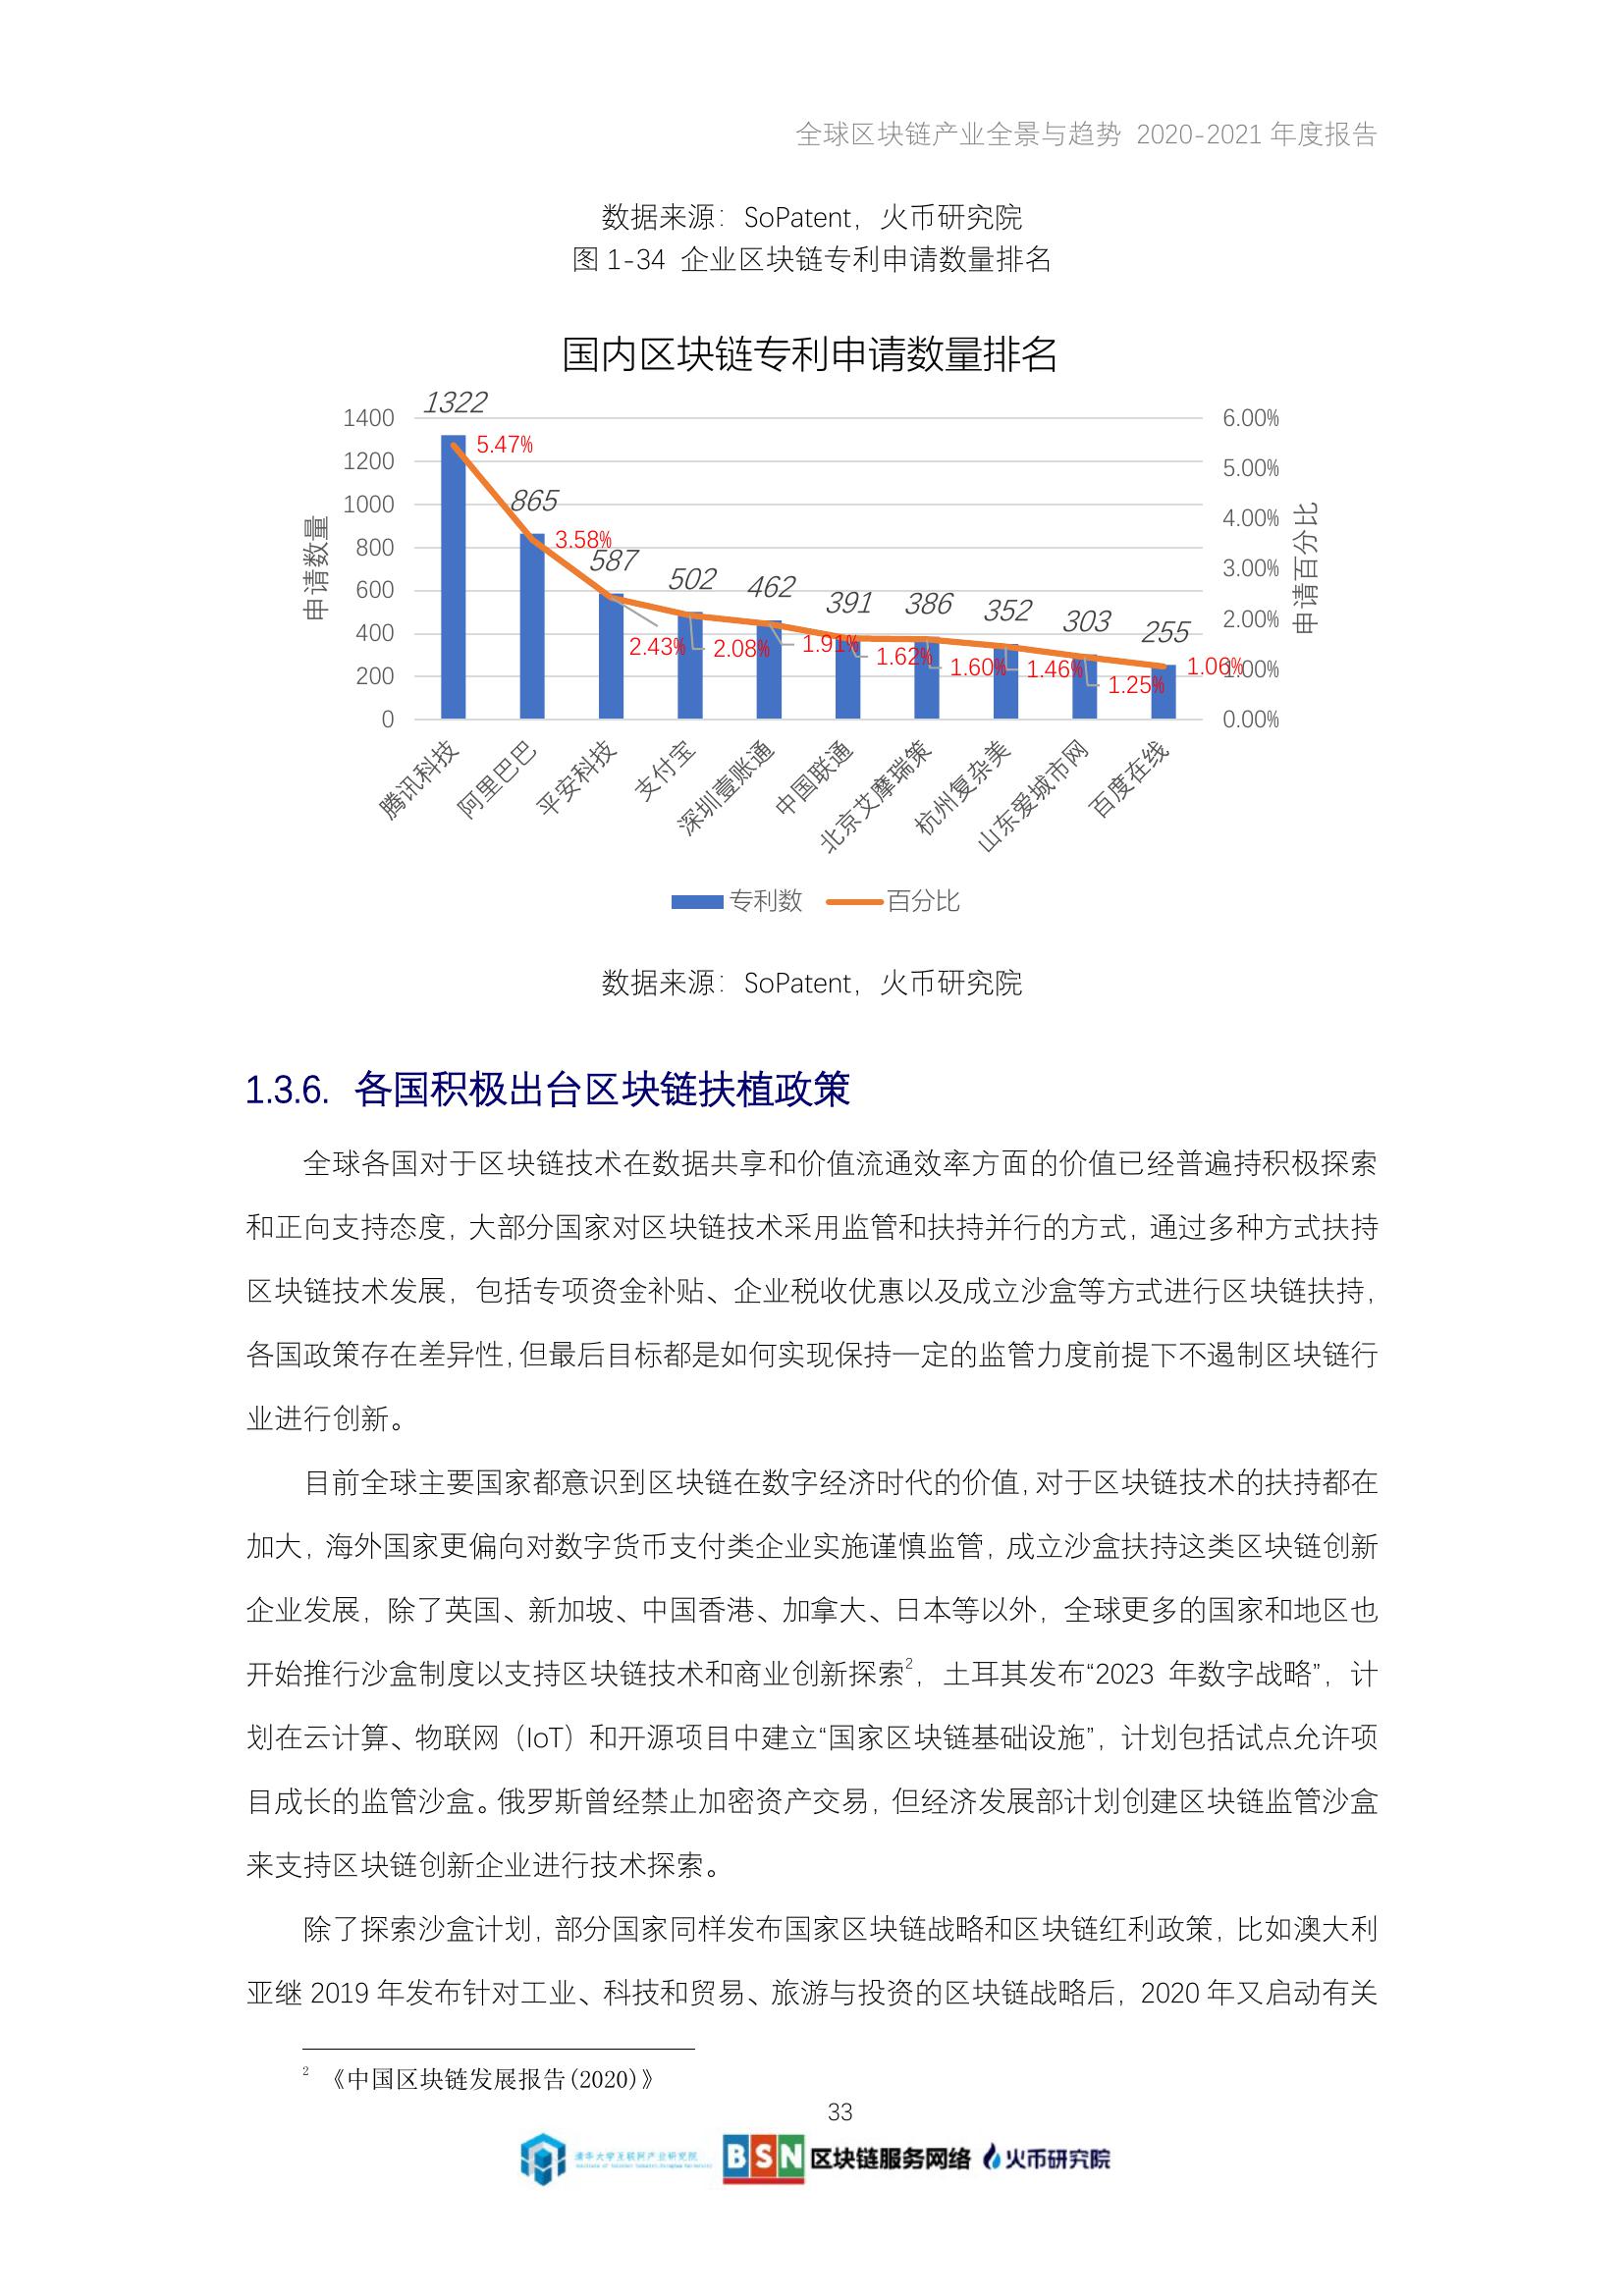 全球区块链产业全景与趋势 2020-2021 年度报告
数据来源：SoPatent，火币研究院
图 1-34 企业区块链专利申请数量排名
国内区块链专利申请数量排名
申请数量
1400
1200
1000
800
600
400
200
0
1322
865
587
502
462
391
386
352
303
255
5.47%
3.58%
2.43%
2.08%
1.91%
1.62%
1.60%
1.46%
1.25%
1.06%
6.00%
5.00%
4.00%
3.00%
2.00%
1.00%
0.00%
申请百分比
腾讯科技
阿里巴巴
平安科技
支付宝
深圳壹账通
中国联通
北京艾摩瑞策
杭州复杂美
山东爱城市网
百度在线
专利数 百分比
数据来源：SoPatent，火币研究院
1.3.6. 各国积极出台区块链扶植政策
全球各国对于区块链技术在数据共享和价值流通效率方面的价值已经普遍持积极探索
和正向支持态度，大部分国家对区块链技术采用监管和扶持并行的方式，通过多种方式扶持
区块链技术发展，包括专项资金补贴、企业税收优惠以及成立沙盒等方式进行区块链扶持，
各国政策存在差异性，但最后目标都是如何实现保持一定的监管力度前提下不遏制区块链行
业进行创新。
目前全球主要国家都意识到区块链在数字经济时代的价值，对于区块链技术的扶持都在
加大，海外国家更偏向对数字货币支付类企业实施谨慎监管，成立沙盒扶持这类区块链创新
企业发展，除了英国、新加坡、中国香港、加拿大、日本等以外，全球更多的国家和地区也
开始推行沙盒制度以支持区块链技术和商业创新探索2，土耳其发布“2023 年数字战略”，计
划在云计算、物联网（IoT）和开源项目中建立“国家区块链基础设施”，计划包括试点允许项
目成长的监管沙盒。俄罗斯曾经禁止加密资产交易，但经济发展部计划创建区块链监管沙盒
来支持区块链创新企业进行技术探索。
除了探索沙盒计划，部分国家同样发布国家区块链战略和区块链红利政策，比如澳大利
亚继 2019 年发布针对工业、科技和贸易、旅游与投资的区块链战略后，2020 年又启动有关
2 《中国区块链发展报告(2020)》
33
清华大学互联网产业研究院
BSN 区块链服务网络 火币研究院